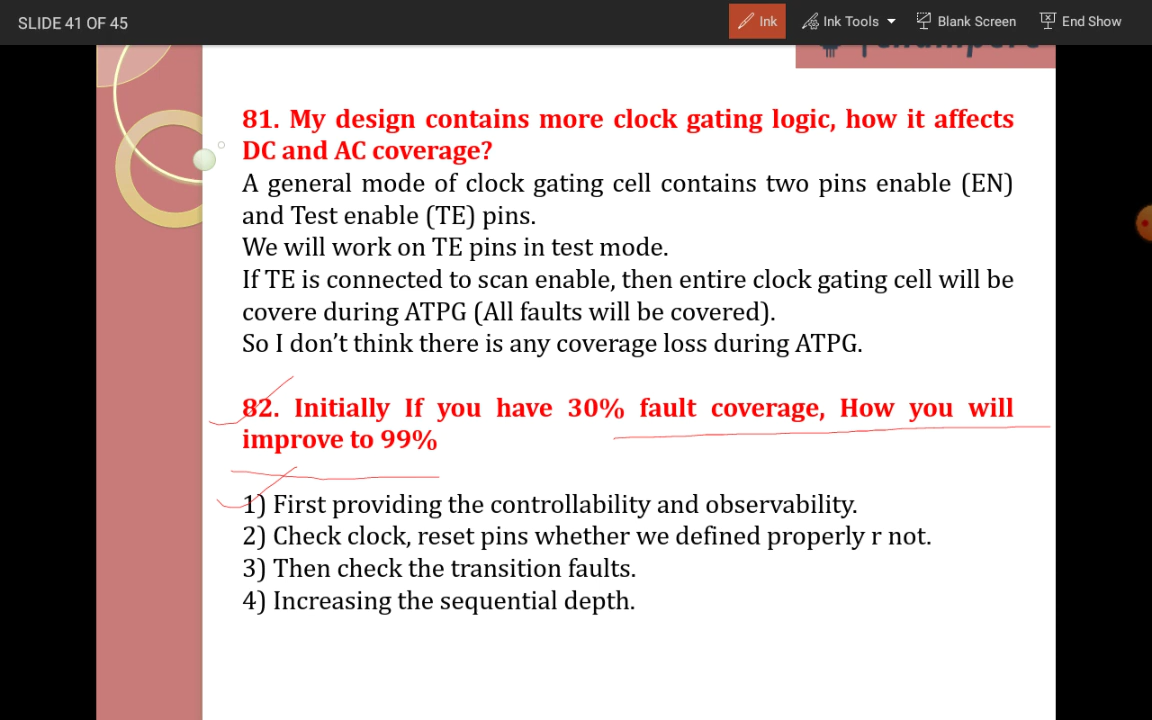 SLIDE 41 OF 45
Ink
Ink Tools
Blank Screen
End Show
81. My design contains more clock gating logic, how it affects
DC and AC coverage?
A general mode of clock gating cell contains two pins enable (EN)
and Test enable (TE) pins.
We will work on TE pins in test mode.
If TE is connected to scan enable, then entire clock gating cell will be
covere during ATPG (All faults will be covered).
So I don’t think there is any coverage loss during ATPG.
82. Initially If you have 30% fault coverage, How you will
improve to 99%
1) First providing the controllability and observability.
2) Check clock, reset pins whether we defined properly r not.
3) Then check the transition faults.
4) Increasing the sequential depth.